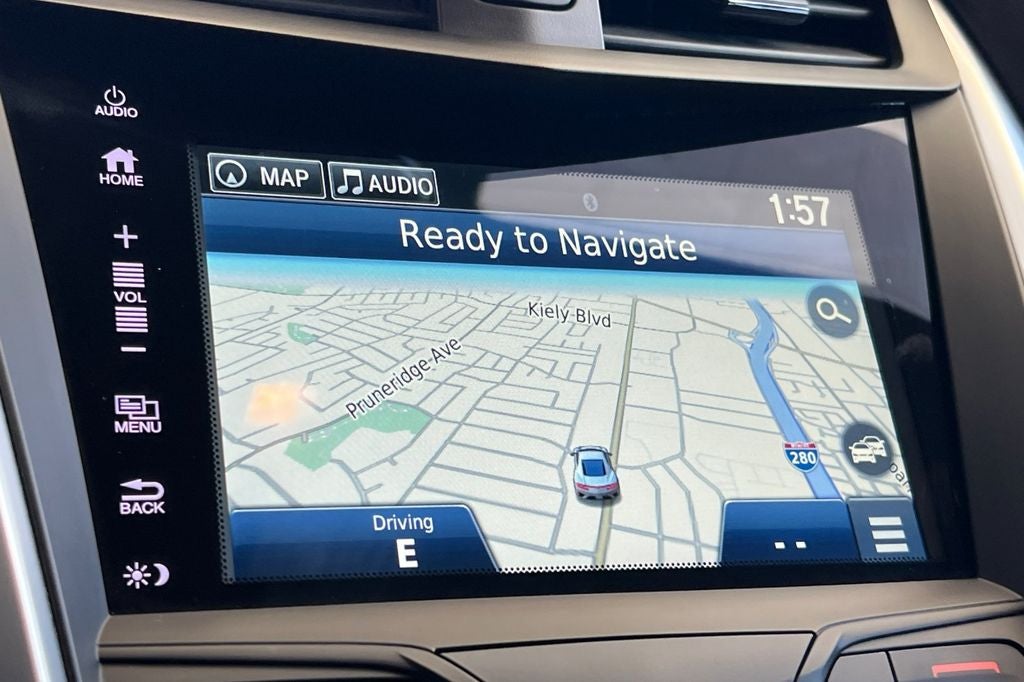 AUDIO
HOME
+
VOL
−
MENU
BACK
MAP
AUDIO
1:57
Ready to Navigate
Kiely Blvd
Pruneridge Ave
280
Driving
E
--